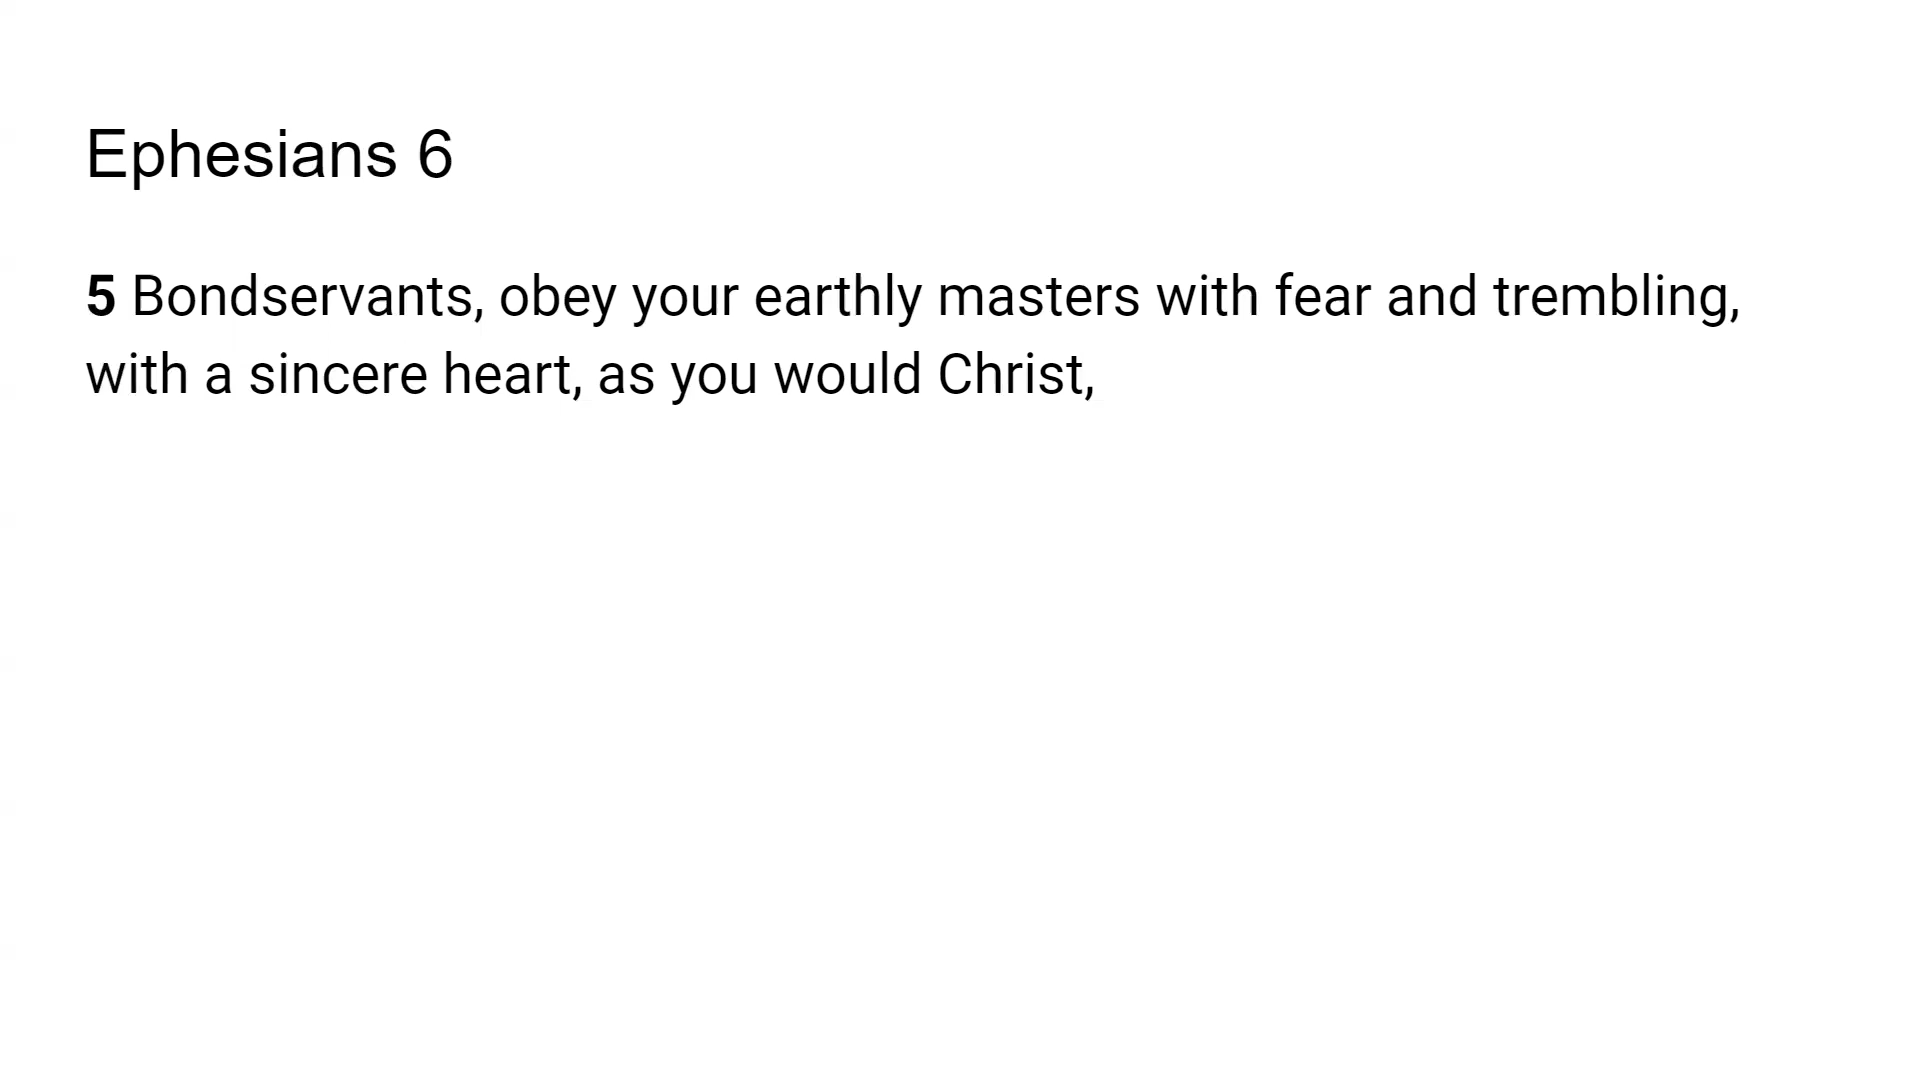 Ephesians 6
5 Bondservants, obey your earthly masters with fear and trembling,
with a sincere heart, as you would Christ,